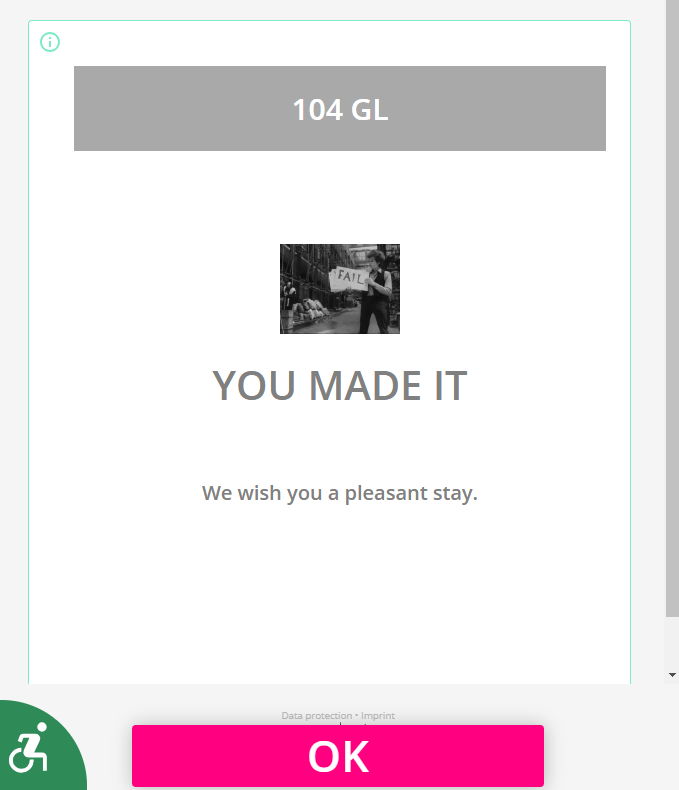 104 GL
FAIL
YOU MADE IT
We wish you a pleasant stay.
Data protection • Imprint
OK